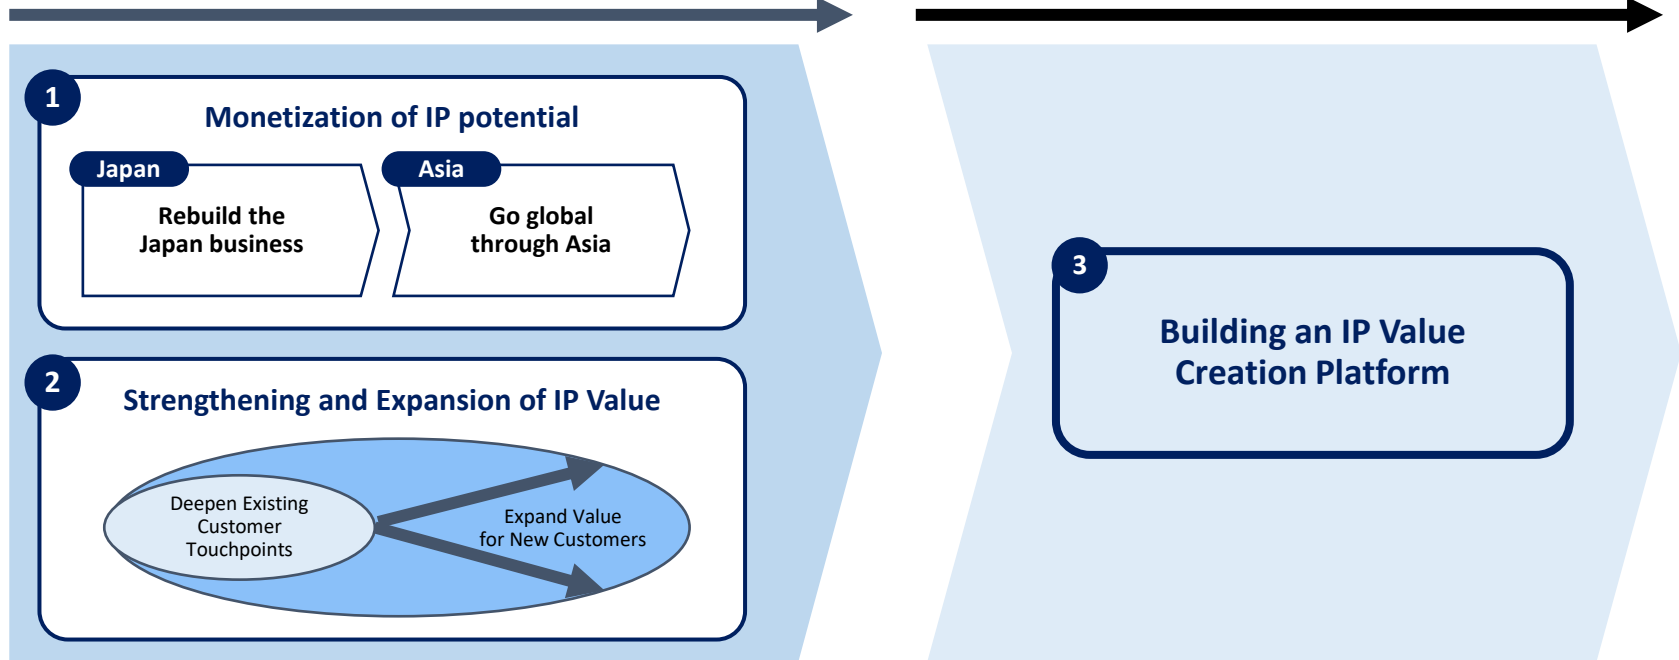 1
Monetization of IP potential
Japan
Rebuild the
Japan business
Asia
Go global
through Asia
2
Strengthening and Expansion of IP Value
Deepen Existing
Customer
Touchpoints
Expand Value
for New Customers
3
Building an IP Value
Creation Platform